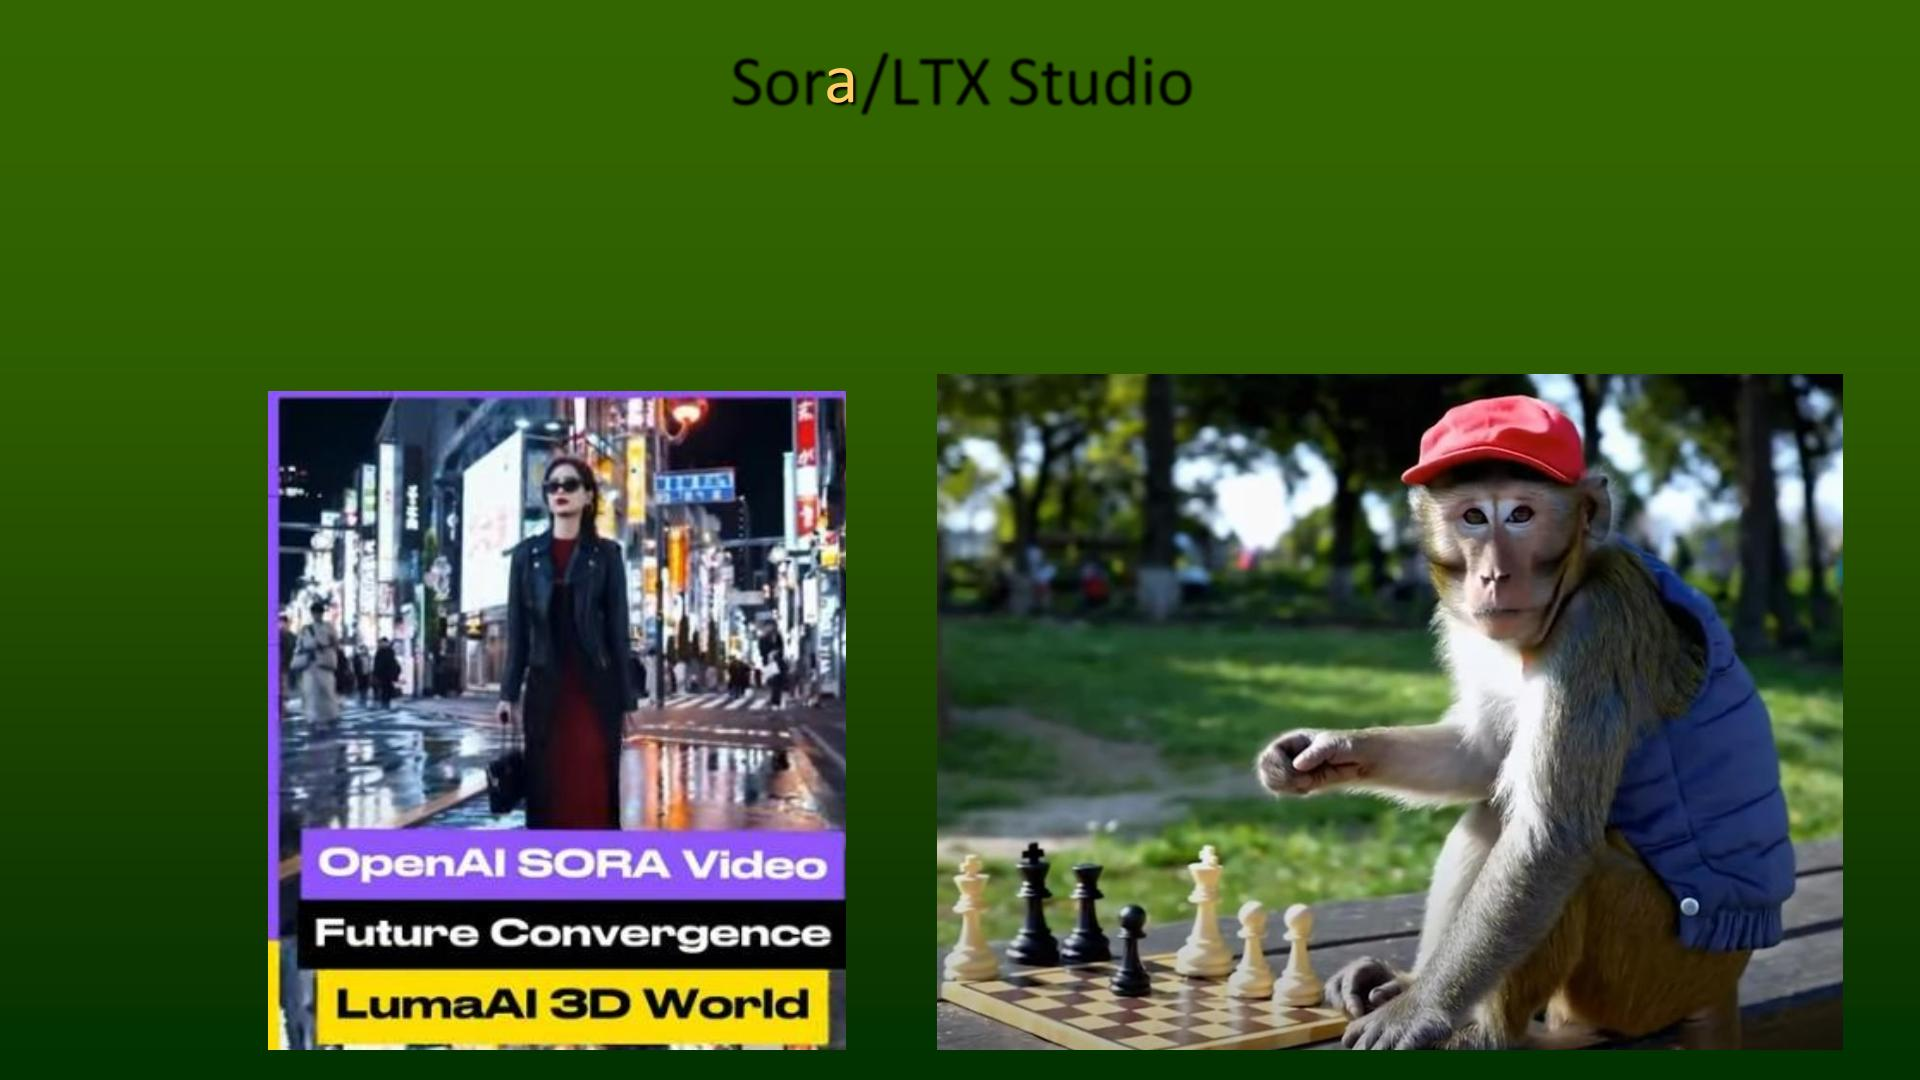 Sora/LTX Studio
OpenAI SORA Video
Future Convergence
LumaAI 3D World